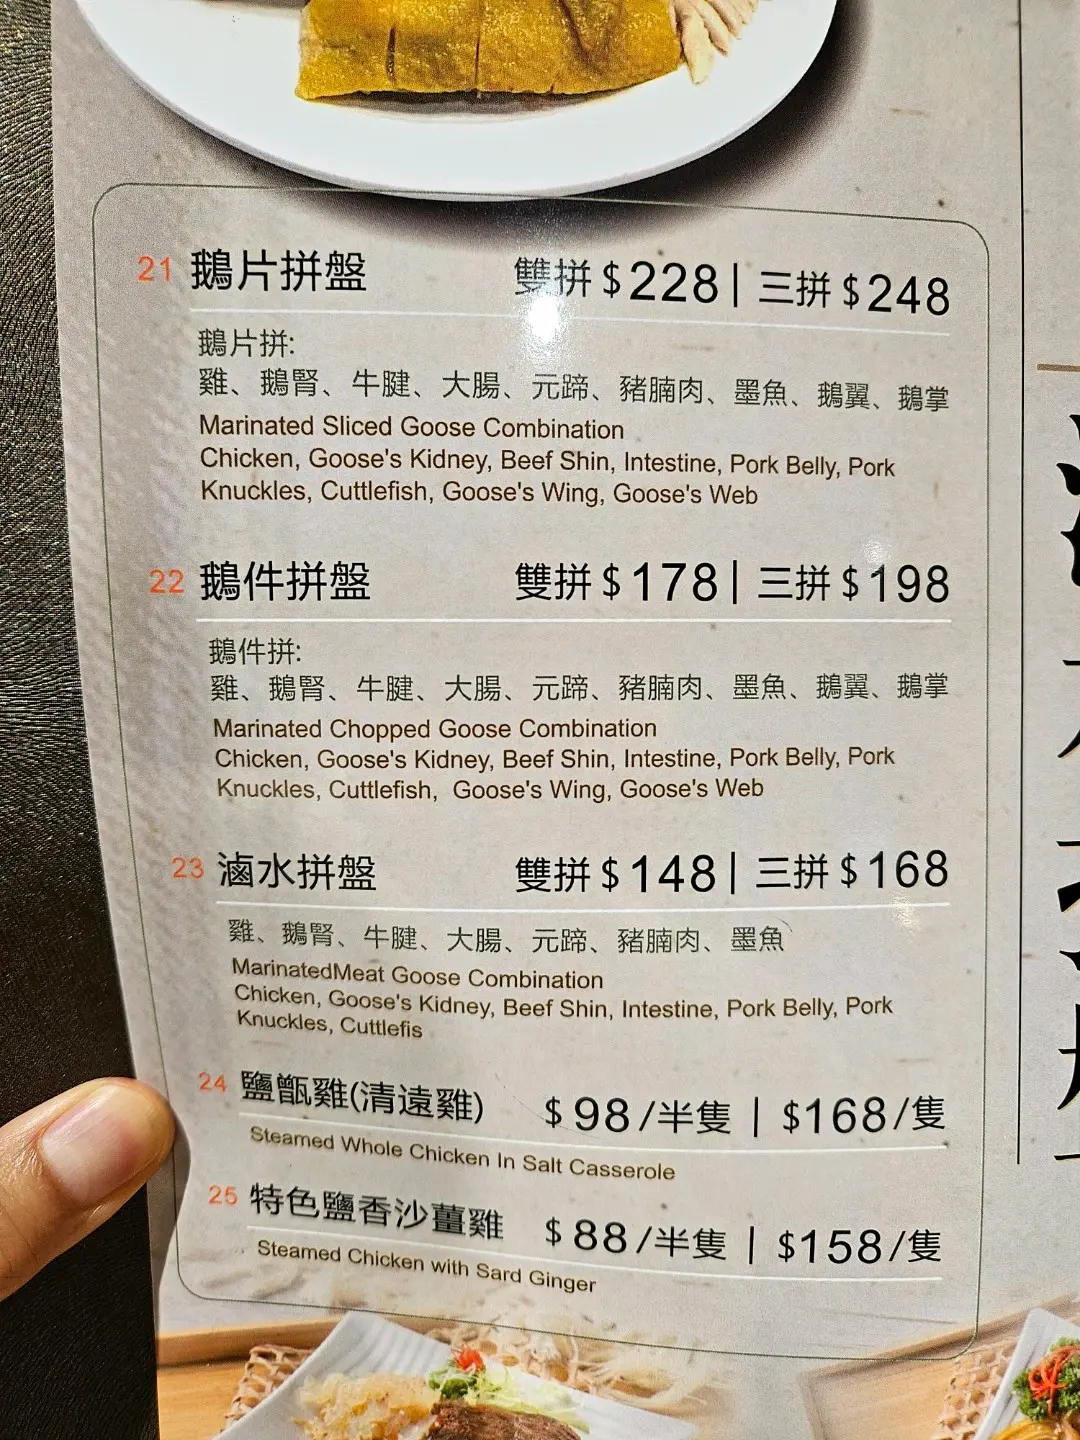 21 鵝片拼盤 雙拼 $228 | 三拼 $248
鵝片拼:
雞、鵝腎、牛腱、大腸、元蹄、豬腩肉、墨魚、鵝翼、鵝掌
Marinated Sliced Goose Combination
Chicken, Goose's Kidney, Beef Shin, Intestine, Pork Belly, Pork
Knuckles, Cuttlefish, Goose's Wing, Goose's Web
22 鵝件拼盤 雙拼 $178 | 三拼 $198
鵝件拼:
雞、鵝腎、牛腱、大腸、元蹄、豬腩肉、墨魚、鵝翼、鵝掌
Marinated Chopped Goose Combination
Chicken, Goose's Kidney, Beef Shin, Intestine, Pork Belly, Pork
Knuckles, Cuttlefish, Goose's Wing, Goose's Web
23 滷水拼盤 雙拼 $148 | 三拼 $168
雞、鵝腎、牛腱、大腸、元蹄、豬腩肉、墨魚
MarinatedMeat Goose Combination
Chicken, Goose's Kidney, Beef Shin, Intestine, Pork Belly, Pork
Knuckles, Cuttlefis
24 鹽甑雞(清遠雞) $98/半隻 | $168/隻
Steamed Whole Chicken In Salt Casserole
25 特色鹽香沙薑雞 $88/半隻 | $158/隻
Steamed Chicken with Sard Ginger